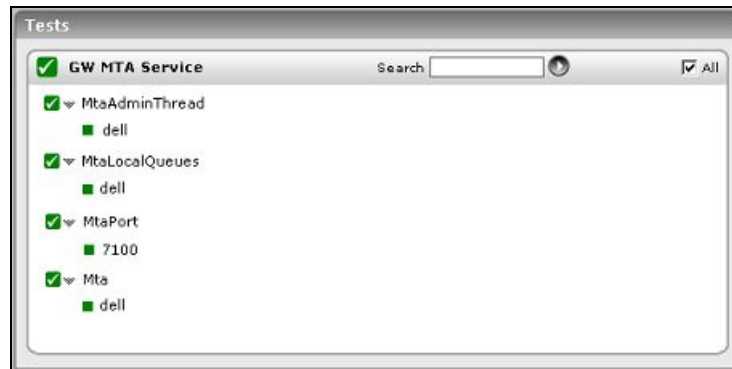 Tests
GW MTA Service Search All
MtaAdminThread
dell
MtaLocalQueues
dell
MtaPort
7100
Mta
dell